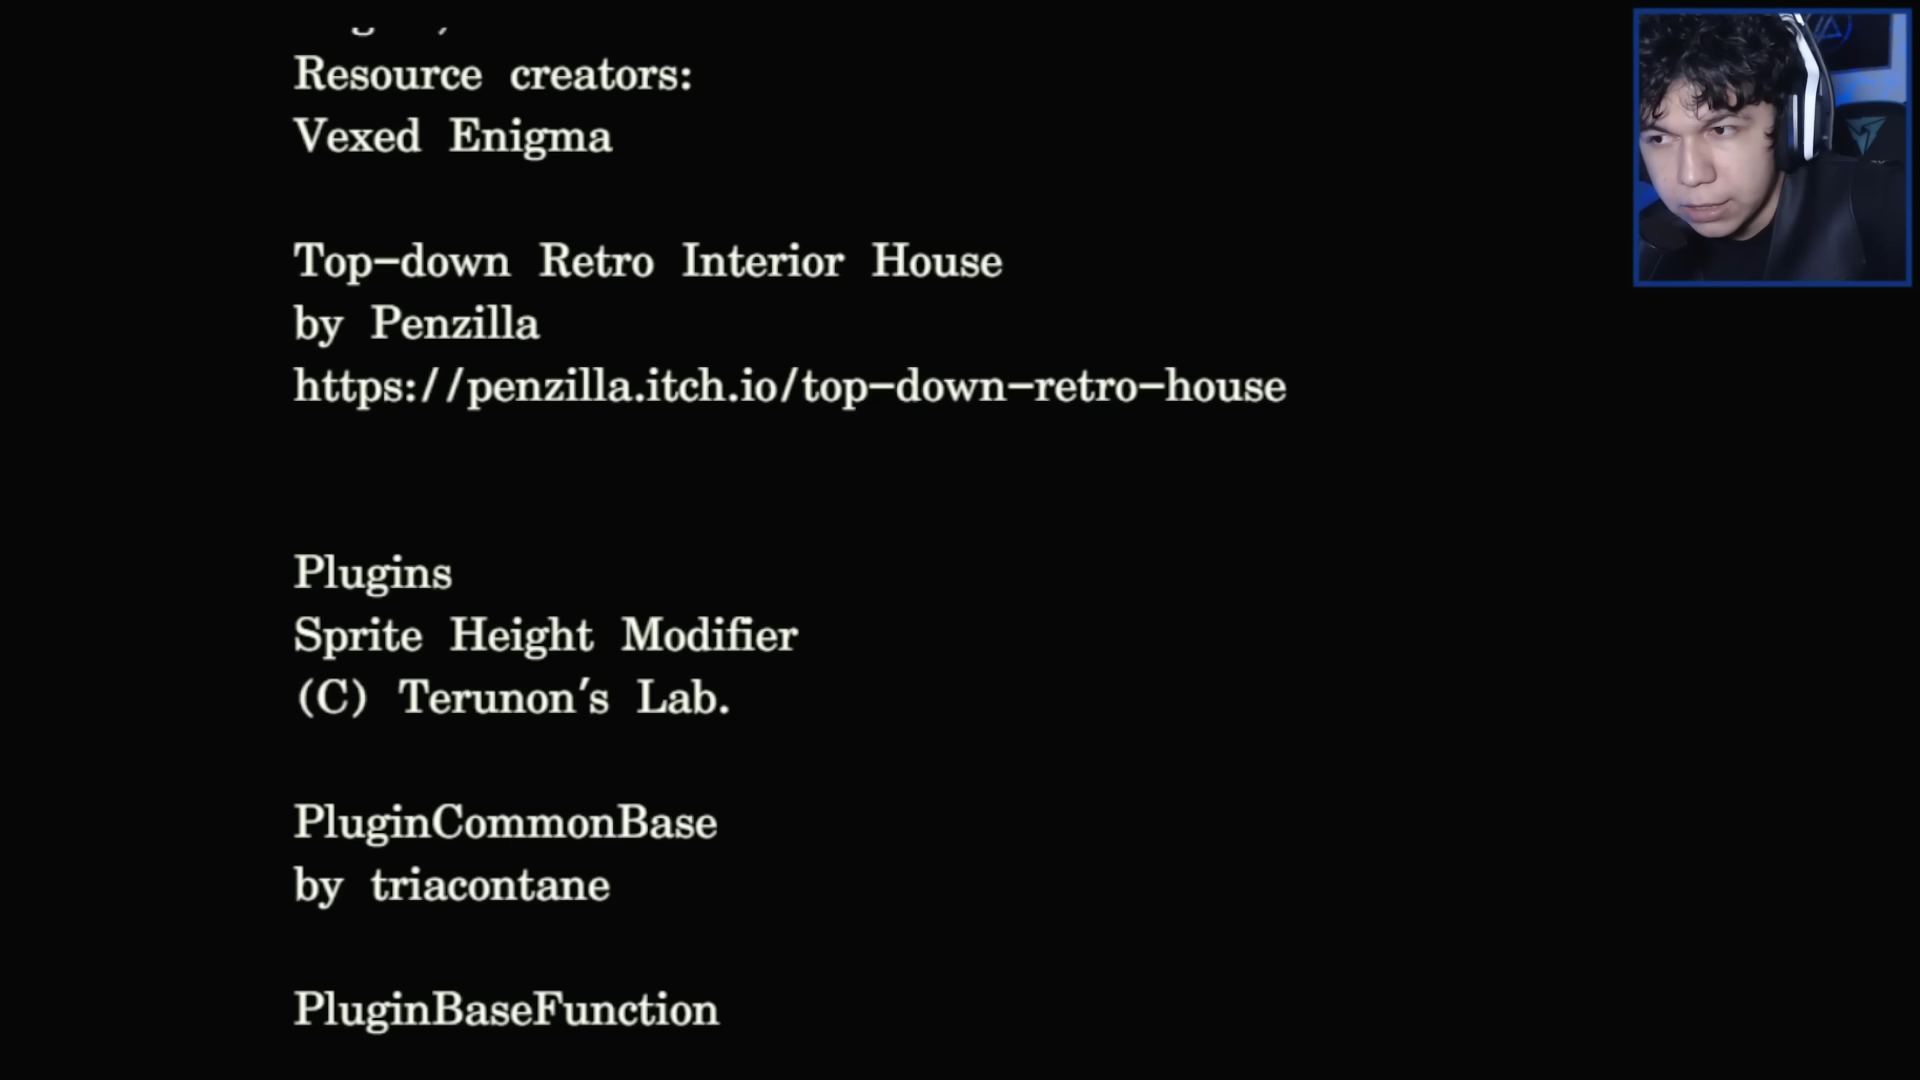 Resource creators:
Vexed Enigma
Top-down Retro Interior House
by Penzilla
https://penzilla.itch.io/top-down-retro-house
Plugins
Sprite Height Modifier
(C) Terunon's Lab.
PluginCommonBase
by triacontane
PluginBaseFunction